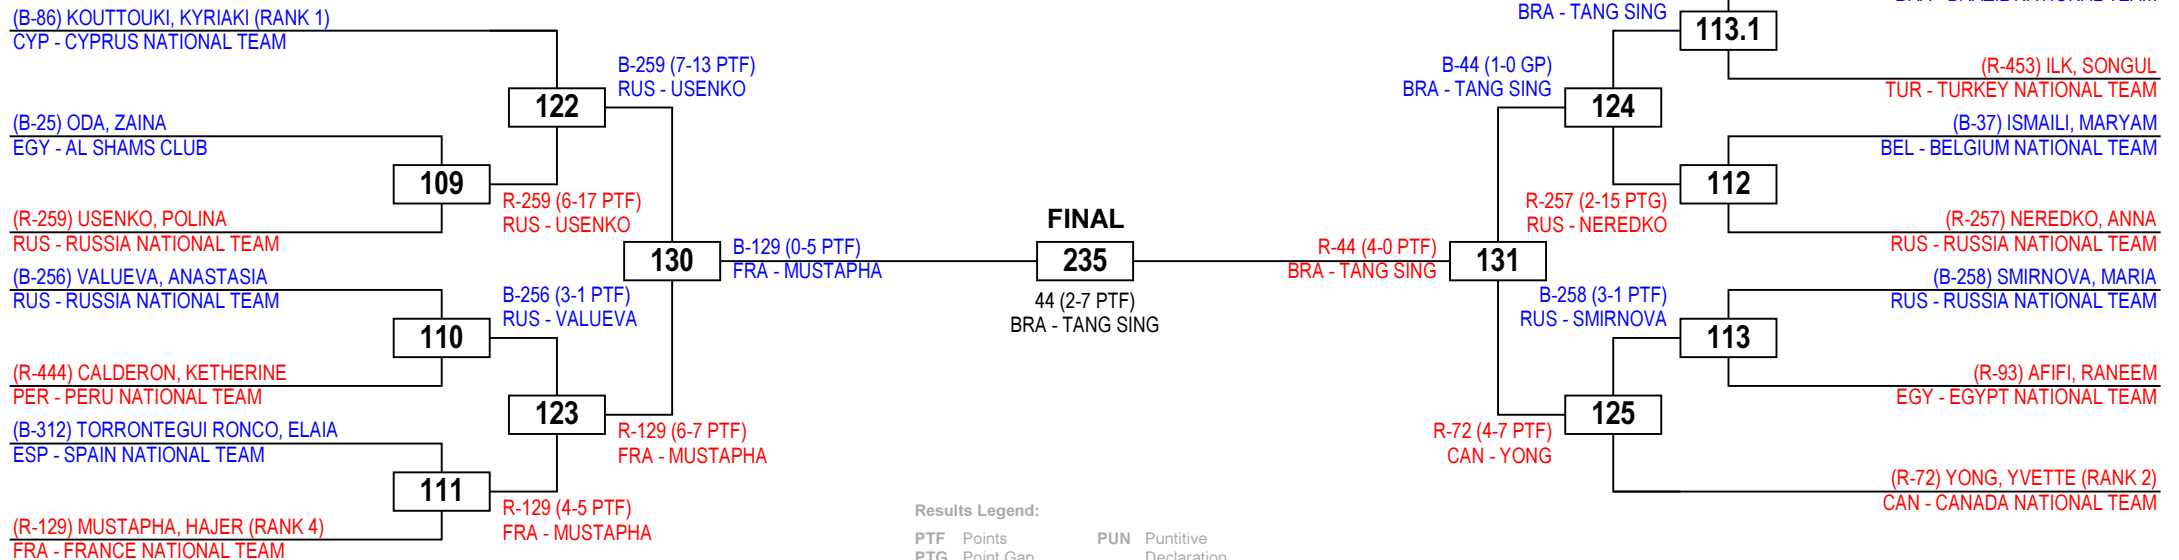 (B-86) KOUTTOUKI, KYRIAKI (RANK 1)
CYP - CYPRUS NATIONAL TEAM
(B-25) ODA, ZAINA
EGY - AL SHAMS CLUB
(R-259) USENKO, POLINA
RUS - RUSSIA NATIONAL TEAM
(B-256) VALUEVA, ANASTASIA
RUS - RUSSIA NATIONAL TEAM
(R-444) CALDERON, KETHERINE
PER - PERU NATIONAL TEAM
(B-312) TORRONTEGUI RONCO, ELAIA
ESP - SPAIN NATIONAL TEAM
(R-129) MUSTAPHA, HAJER (RANK 4)
FRA - FRANCE NATIONAL TEAM
109
110
111
R-259 (6-17 PTF)
RUS - USENKO
B-256 (3-1 PTF)
RUS - VALUEVA
R-129 (4-5 PTF)
FRA - MUSTAPHA
122
123
B-259 (7-13 PTF)
RUS - USENKO
R-129 (6-7 PTF)
FRA - MUSTAPHA
130
B-129 (0-5 PTF)
FRA - MUSTAPHA
FINAL
235
44 (2-7 PTF)
BRA - TANG SING
R-44 (4-0 PTF)
BRA - TANG SING
131
B-44 (1-0 GP)
BRA - TANG SING
R-72 (4-7 PTF)
CAN - YONG
124
125
BRA - TANG SING
R-257 (2-15 PTG)
RUS - NEREDKO
B-258 (3-1 PTF)
RUS - SMIRNOVA
113.1
112
113
BRA - BRAZIL NATIONAL TEAM
(R-453) ILK, SONGUL
TUR - TURKEY NATIONAL TEAM
(B-37) ISMAILI, MARYAM
BEL - BELGIUM NATIONAL TEAM
(R-257) NEREDKO, ANNA
RUS - RUSSIA NATIONAL TEAM
(B-258) SMIRNOVA, MARIA
RUS - RUSSIA NATIONAL TEAM
(R-93) AFIFI, RANEEM
EGY - EGYPT NATIONAL TEAM
(R-72) YONG, YVETTE (RANK 2)
CAN - CANADA NATIONAL TEAM
Results Legend:
PTF Points PUN Puntitive
PTG Point Gap Declaration